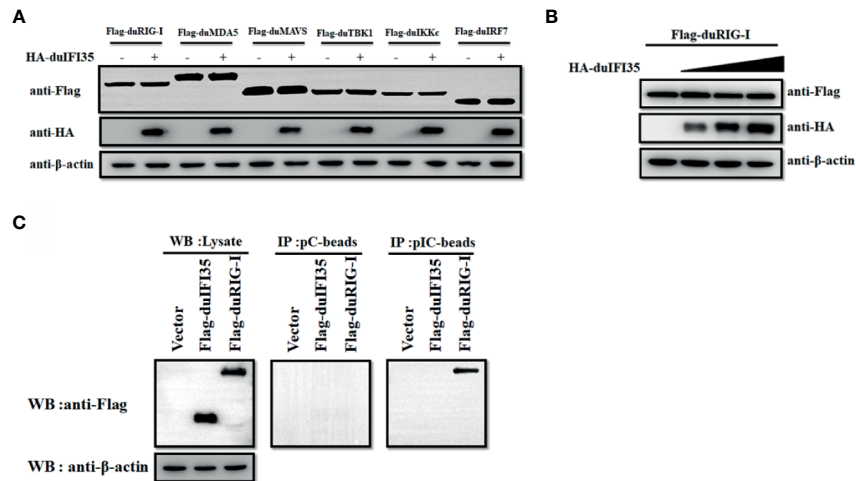 A
Flag-duRIG-I Flag-duMDA5 Flag-duMAVS Flag-duTBK1 Flag-duIKKε Flag-duIRF7
HA-duIFI35 - + - + - + - + - + - +
anti-Flag
anti-HA
anti-β-actin
B
Flag-duRIG-I
HA-duIFI35
anti-Flag
anti-HA
anti-β-actin
C
WB :Lysate IP :pC-beads IP :pIC-beads
Vector Flag-duIFI35 Flag-duRIG-I Vector Flag-duIFI35 Flag-duRIG-I Vector Flag-duIFI35 Flag-duRIG-I
WB :anti-Flag
WB : anti-β-actin